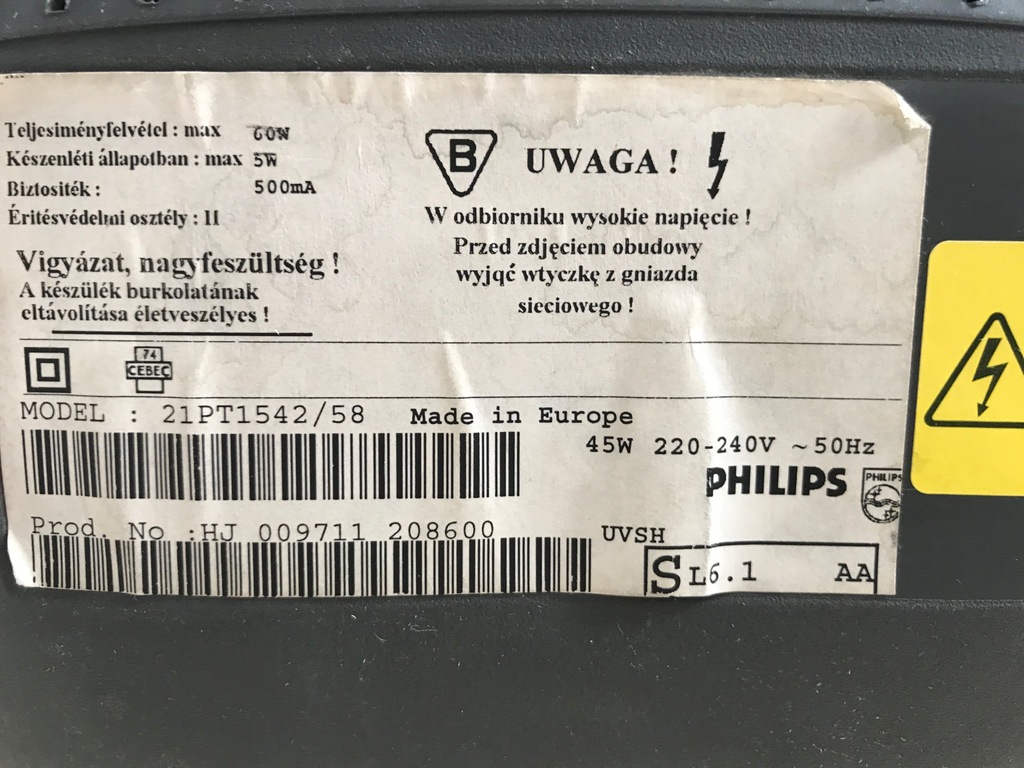 Teljesiményfelvétel : max 60W
Készenléti állapotban : max 5W
Biztositék : 500mA
Éritésvédelmi osztély : II
Vigyázat, nagyfeszültség !
A készülék burkolatának
eltávolítása életveszélyes !
B UWAGA !
W odbiorniku wysokie napięcie !
Przed zdjęciem obudowy
wyjąć wtyczkę z gniazda
sieciowego !
74
CEBEC
MODEL : 21PT1542/58 Made in Europe
45W 220-240V ~ 50Hz
PHILIPS
PHILIPS
Prod. No :HJ 009711 208600
UVSH
S L6.1 AA